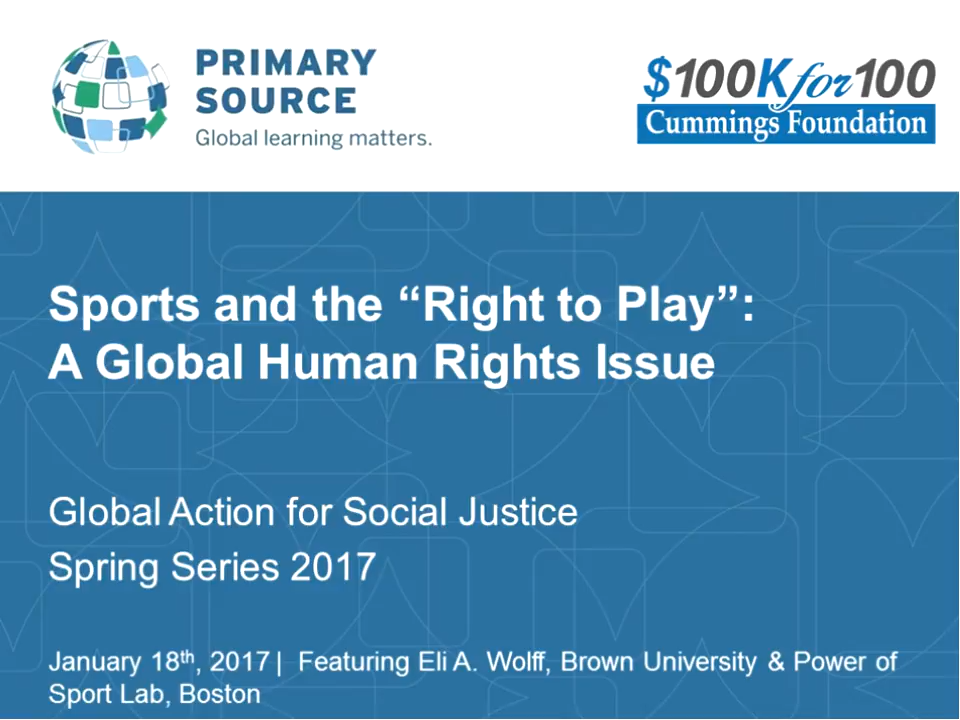 PRIMARY
SOURCE
Global learning matters.
$100K for 100
Cummings Foundation
Sports and the “Right to Play”:
A Global Human Rights Issue
Global Action for Social Justice
Spring Series 2017
January 18th, 2017 | Featuring Eli A. Wolff, Brown University & Power of
Sport Lab, Boston